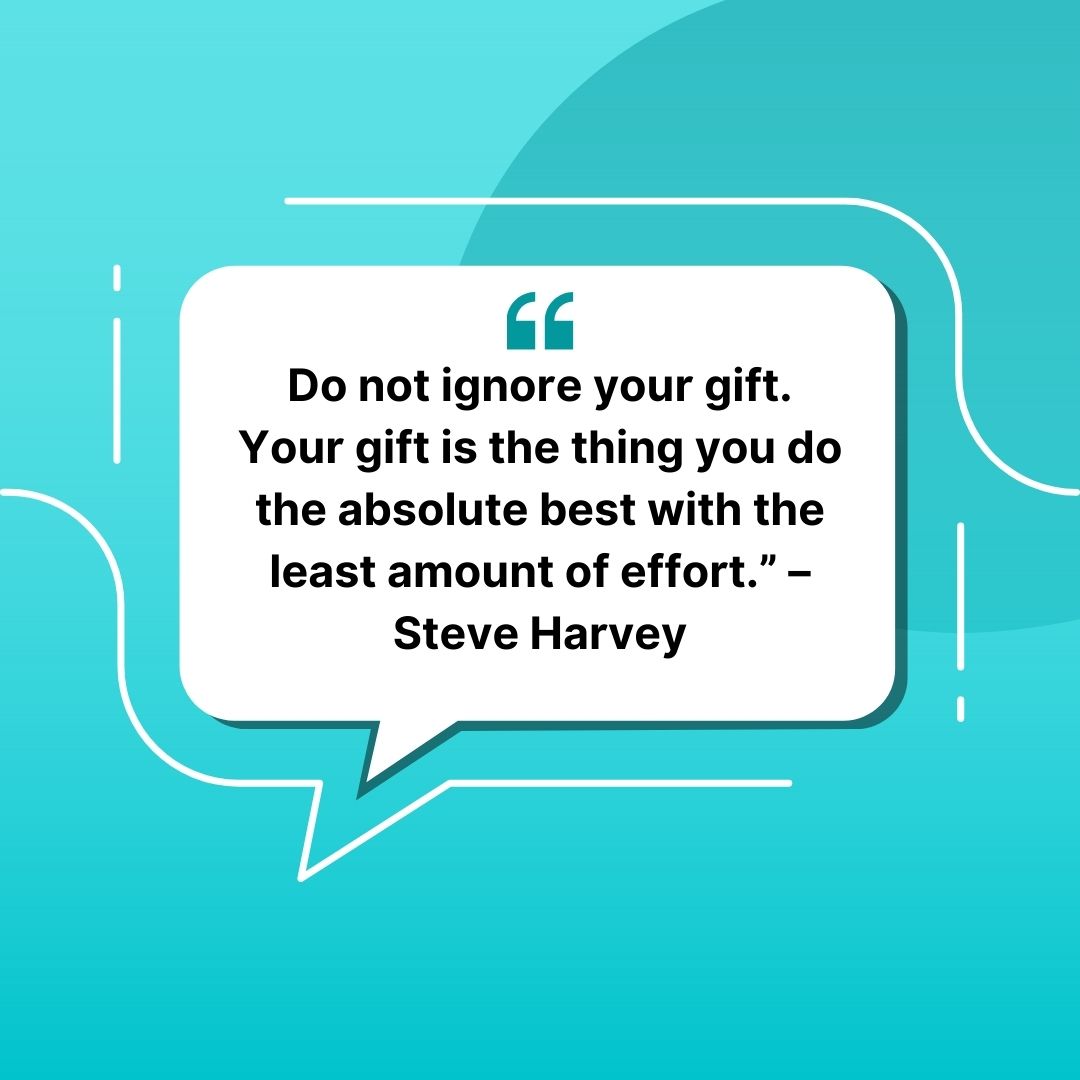 ❝
Do not ignore your gift.
Your gift is the thing you do
the absolute best with the
least amount of effort.” –
Steve Harvey